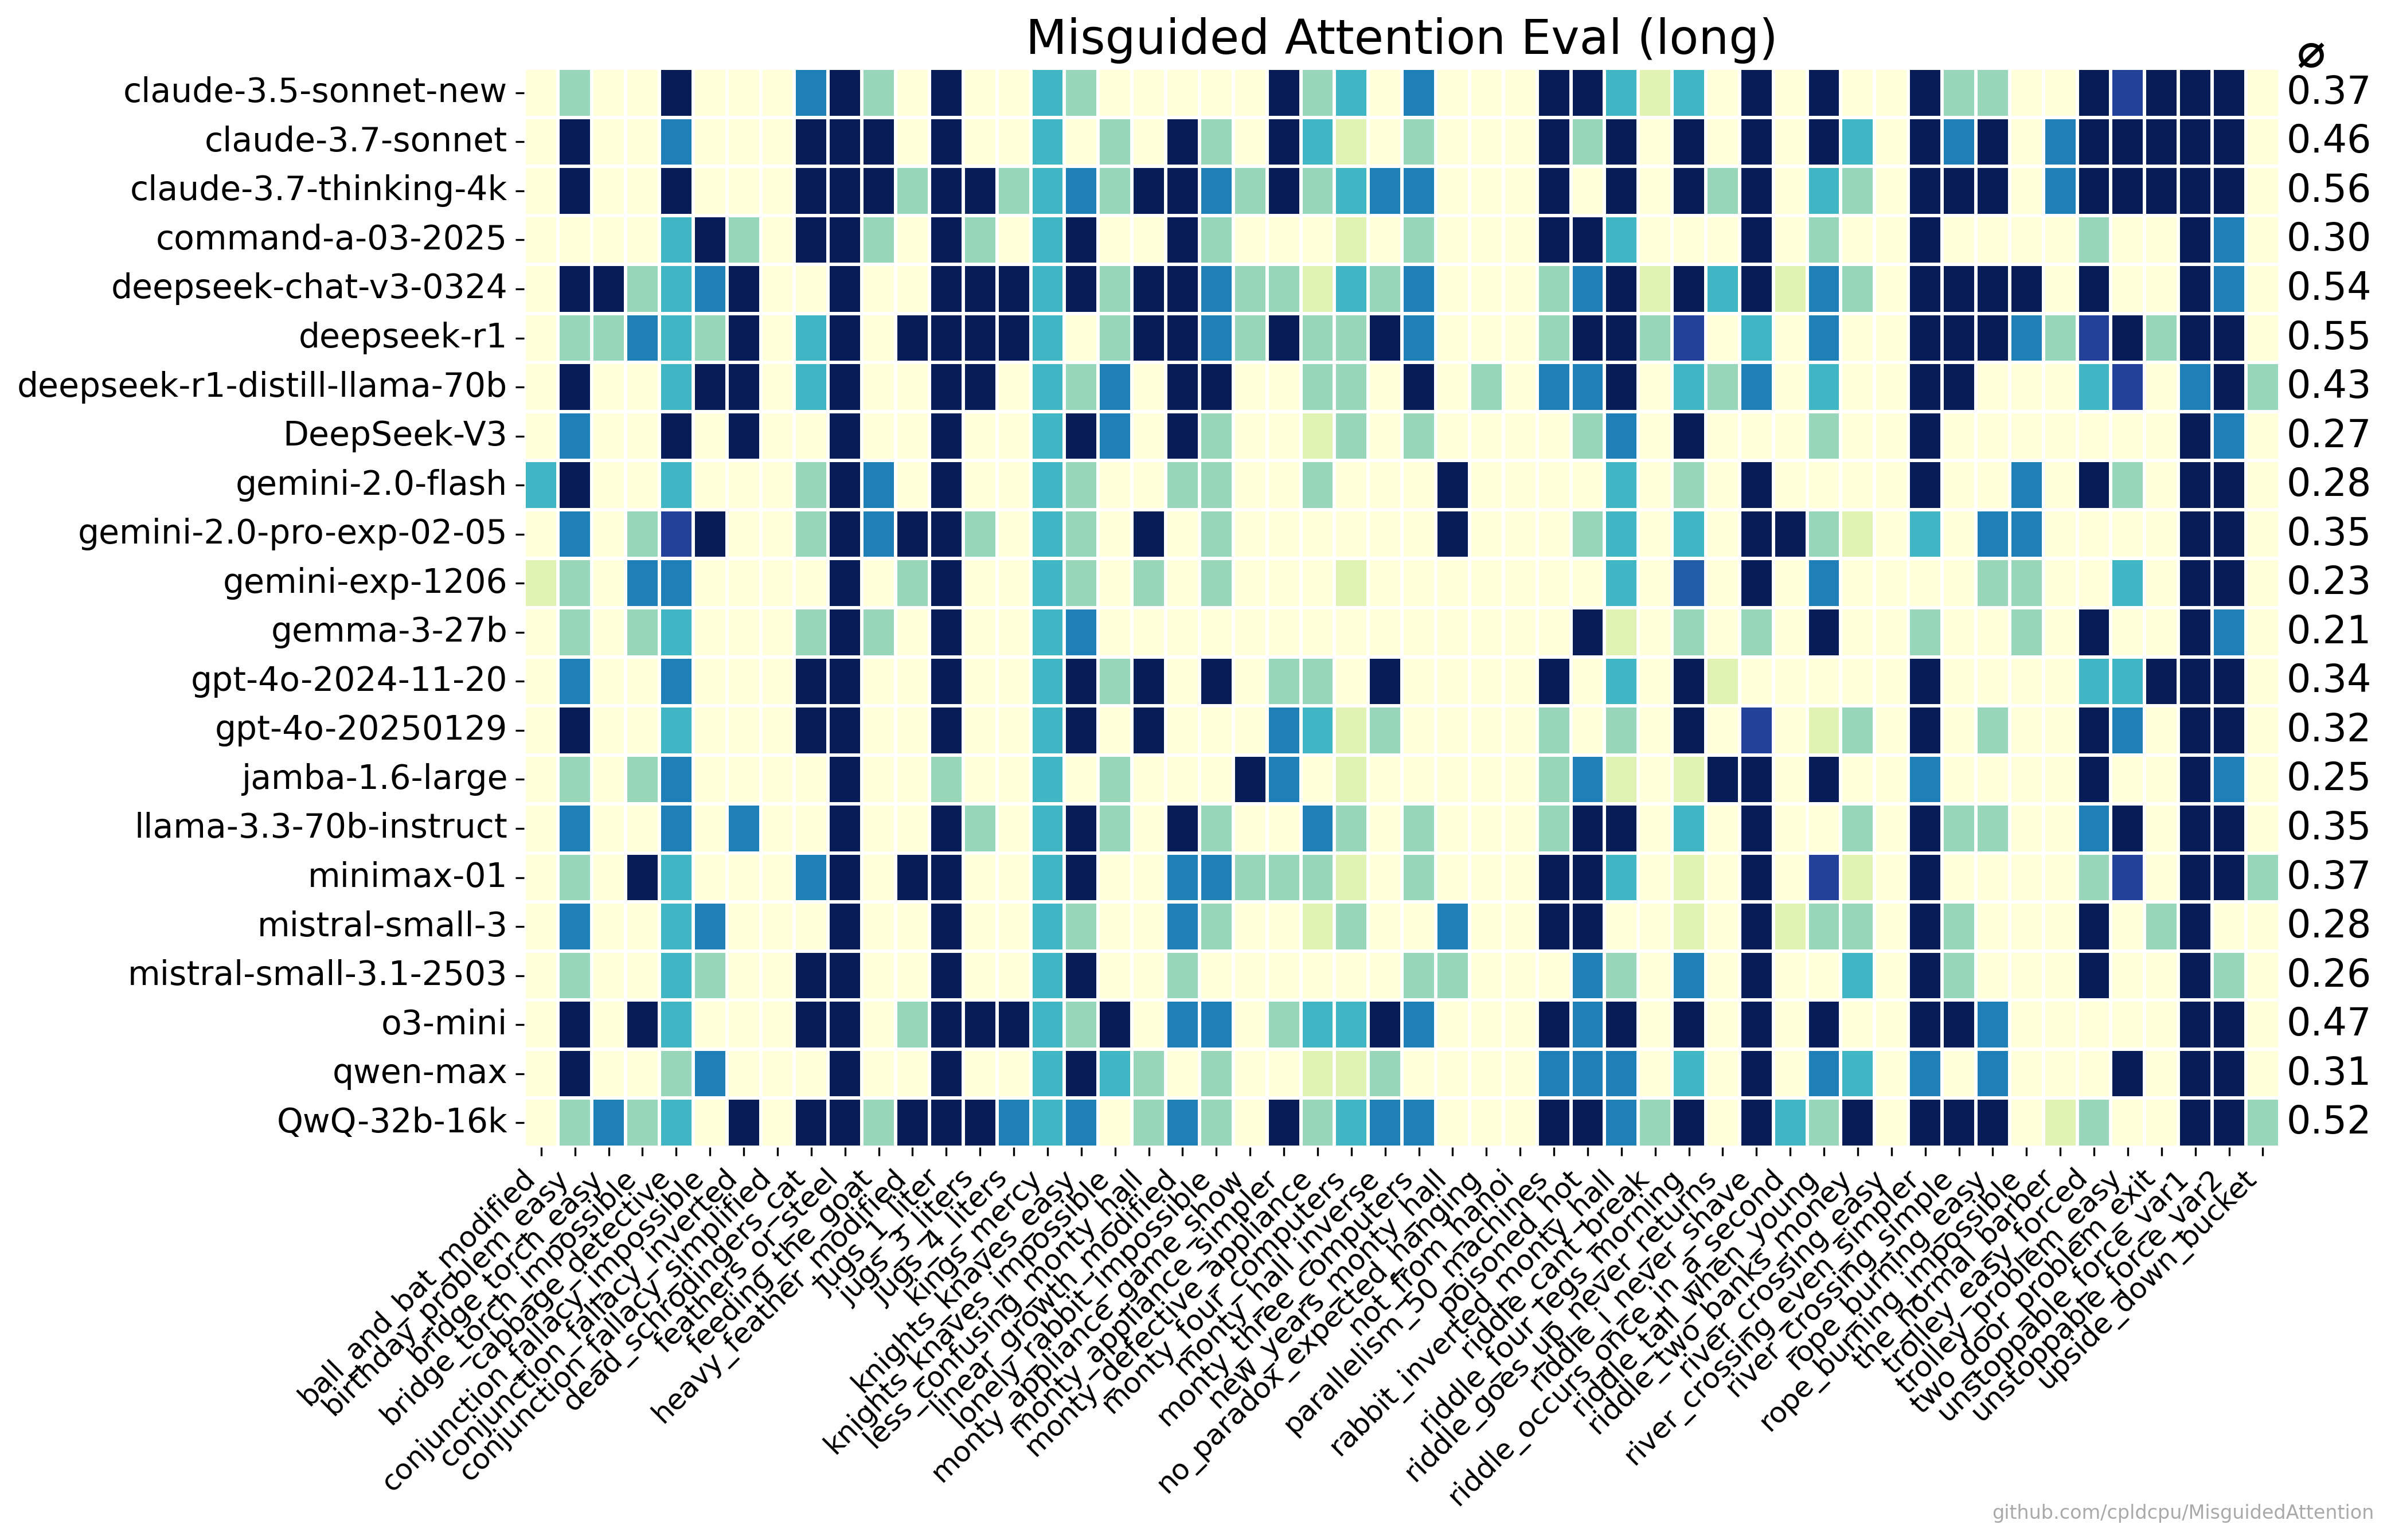 Misguided Attention Eval (long)
⌀
claude-3.5-sonnet-new 0.37
claude-3.7-sonnet 0.46
claude-3.7-thinking-4k 0.56
command-a-03-2025 0.30
deepseek-chat-v3-0324 0.54
deepseek-r1 0.55
deepseek-r1-distill-llama-70b 0.43
DeepSeek-V3 0.27
gemini-2.0-flash 0.28
gemini-2.0-pro-exp-02-05 0.35
gemini-exp-1206 0.23
gemma-3-27b 0.21
gpt-4o-2024-11-20 0.34
gpt-4o-20250129 0.32
jamba-1.6-large 0.25
llama-3.3-70b-instruct 0.35
minimax-01 0.37
mistral-small-3 0.28
mistral-small-3.1-2503 0.26
o3-mini 0.47
qwen-max 0.31
QwQ-32b-16k 0.52
ball_and_bat_modified
birthday_problem_easy
bridge_torch_easy
bridge_torch_impossible
cabbage_detective
conjunction_fallacy_impossible
conjunction_fallacy_inverted
conjunction_fallacy_simplified
dead_schrodingers_cat
feathers_or_steel
feeding_the_goat
heavy_feather_modified
jugs_1_liter
jugs_3_liters
jugs_4_liters
kings_mercy
knights_knaves_easy
knights_knaves_impossible
less_confusing_monty_hall
linear_growth_modified
lonely_rabbit_impossible
monty_appliance_game_show
monty_appliance_simpler
monty_defective_appliance
monty_four_computers
monty_hall_inverse
monty_three_computers
new_years_monty_hall
no_paradox_expected_hanging
not_from_hanoi
parallelism_50_machines
poisoned_hot
rabbit_inverted_monty_hall
riddle_cant_break
riddle_four_legs_morning
riddle_goes_up_never_returns
riddle_i_never_shave
riddle_occurs_once_in_a_second
riddle_tall_when_young
riddle_two_banks_money
river_crossing_easy
river_crossing_even_simpler
river_crossing_simple
rope_burning_easy
rope_burning_impossible
the_normal_barber
trolley_easy_forced
trolley_problem_easy
two_door_problem_exit
unstoppable_force_var1
unstoppable_force_var2
upside_down_bucket
github.com/cpldcpu/MisguidedAttention